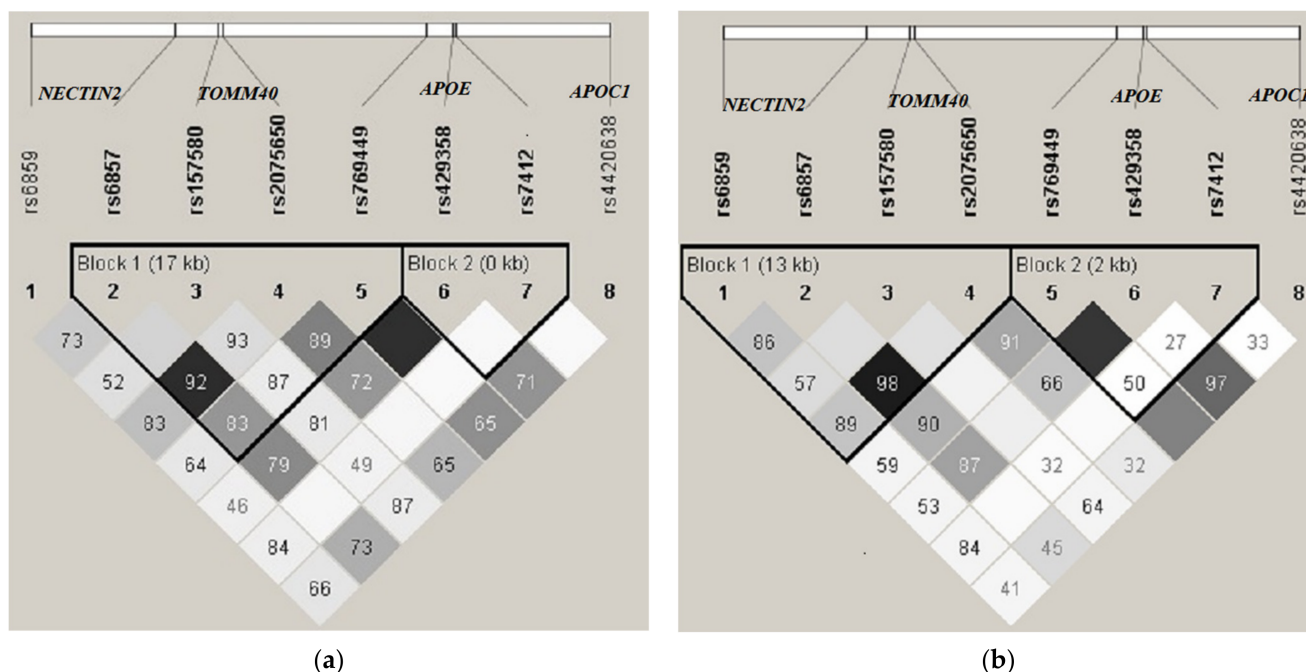 NECTIN2 TOMM40 APOE APOC1
rs6859 rs6857 rs157580 rs2075650 rs769449 rs429358 rs7412 rs4420638
Block 1 (17 kb) Block 2 (0 kb)
1 2 3 4 5 6 7 8
73 93 89
52 92 87 72 71
83 83 81 65
64 79 49 65
46 87
84 73
66
(a)
NECTIN2 TOMM40 APOE APOC1
rs6859 rs6857 rs157580 rs2075650 rs769449 rs429358 rs7412 rs4420638
Block 1 (13 kb) Block 2 (2 kb)
1 2 3 4 5 6 7 8
86 91 27 33
57 98 66 50 97
89 90
59 87 32 32
53 64
84 45
41
(b)